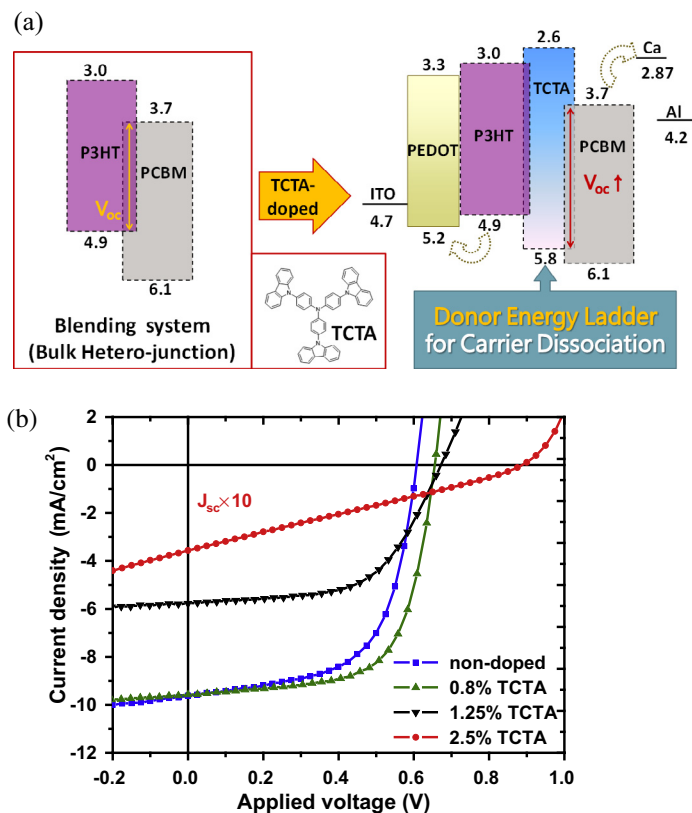 (a)
3.0
3.7
P3HT
PCBM
Voc
4.9
6.1
Blending system
(Bulk Hetero-junction)
TCTA-
doped
N
N
N
N
TCTA
ITO
4.7
3.3
PEDOT
5.2
3.0
P3HT
4.9
2.6
TCTA
5.8
3.7
PCBM
Voc ↑
6.1
Ca
2.87
Al
4.2
Donor Energy Ladder
for Carrier Dissociation
(b)
Current density (mA/cm²)
2
0
-2
-4
-6
-8
-10
-12
Jsc×10
non-doped
0.8% TCTA
1.25% TCTA
2.5% TCTA
-0.2
0.0
0.2
0.4
0.6
0.8
1.0
Applied voltage (V)